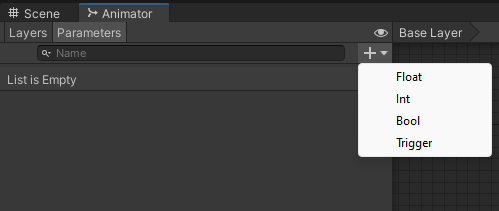 Scene Animator
Layers Parameters Base Layer
Name
List is Empty
Float
Int
Bool
Trigger